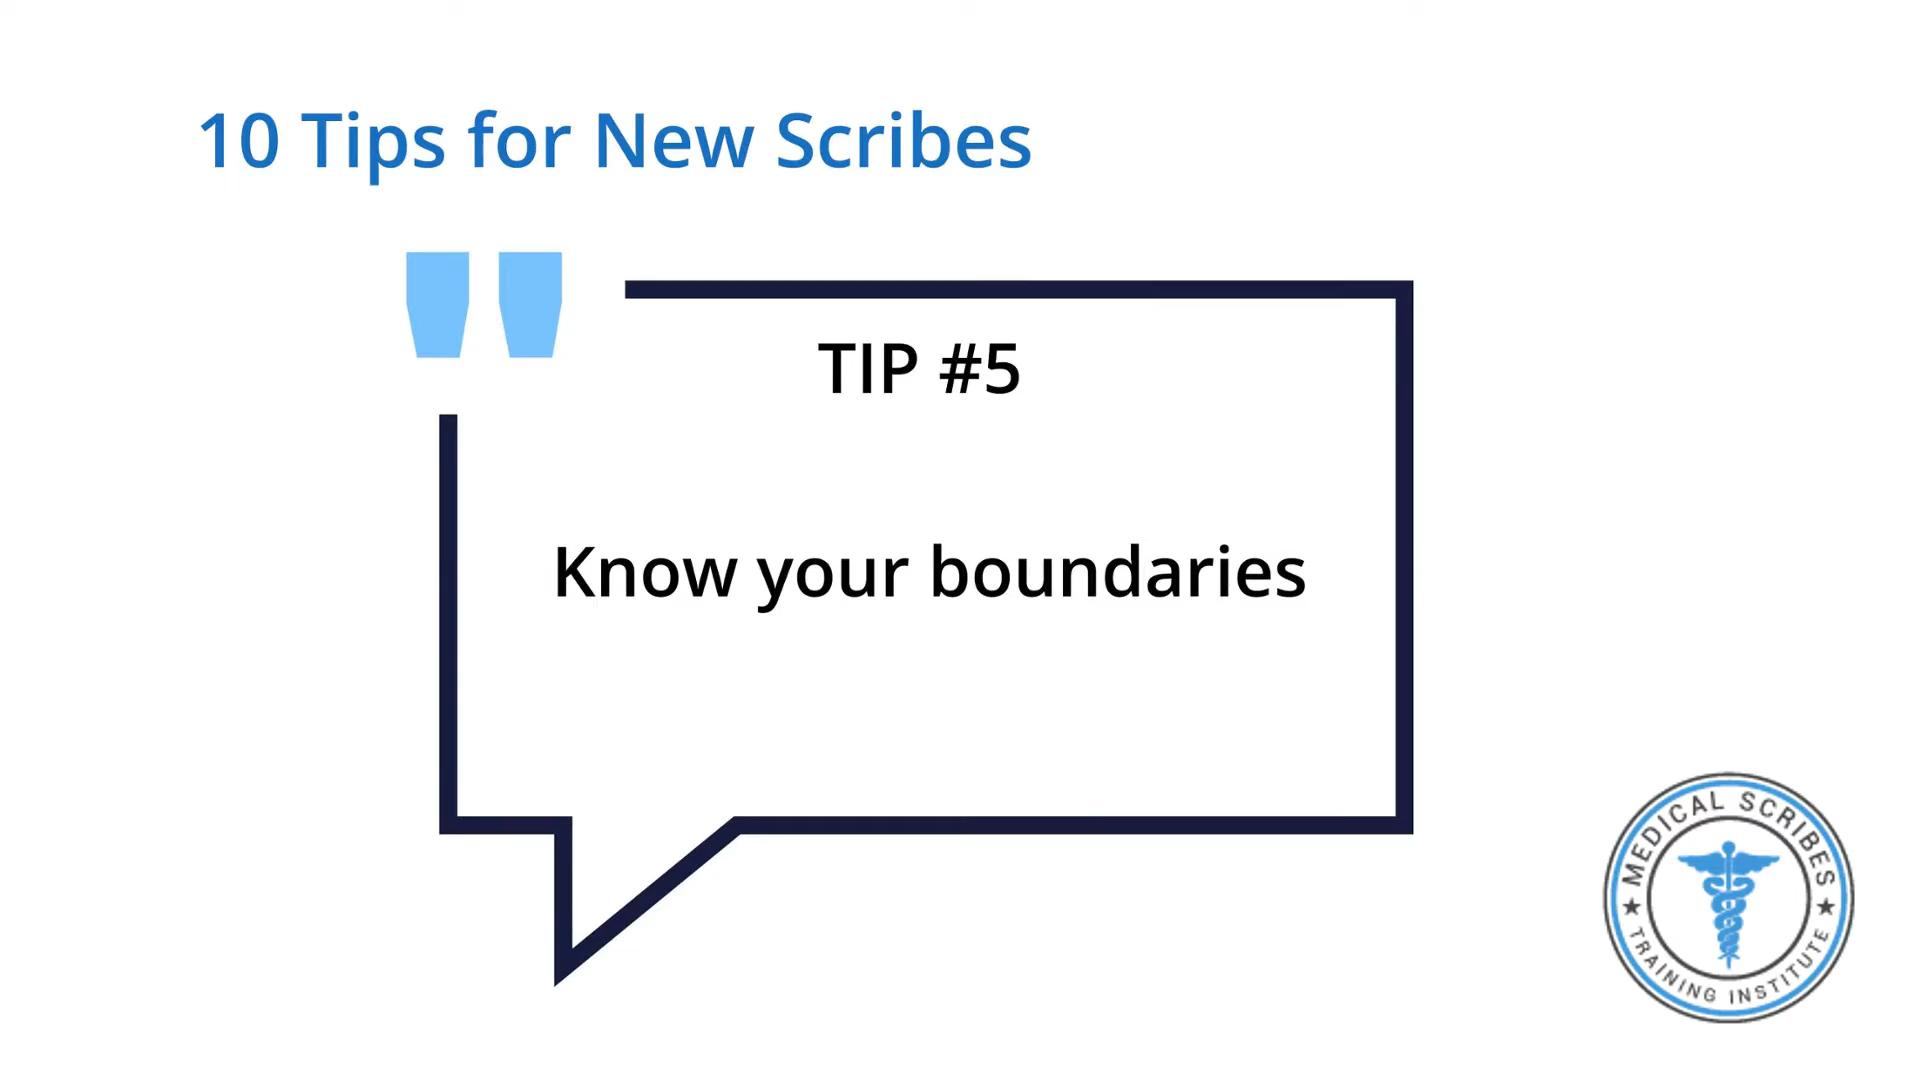 10 Tips for New Scribes
TIP #5
Know your boundaries
MEDICAL SCRIBES
TRAINING INSTITUTE